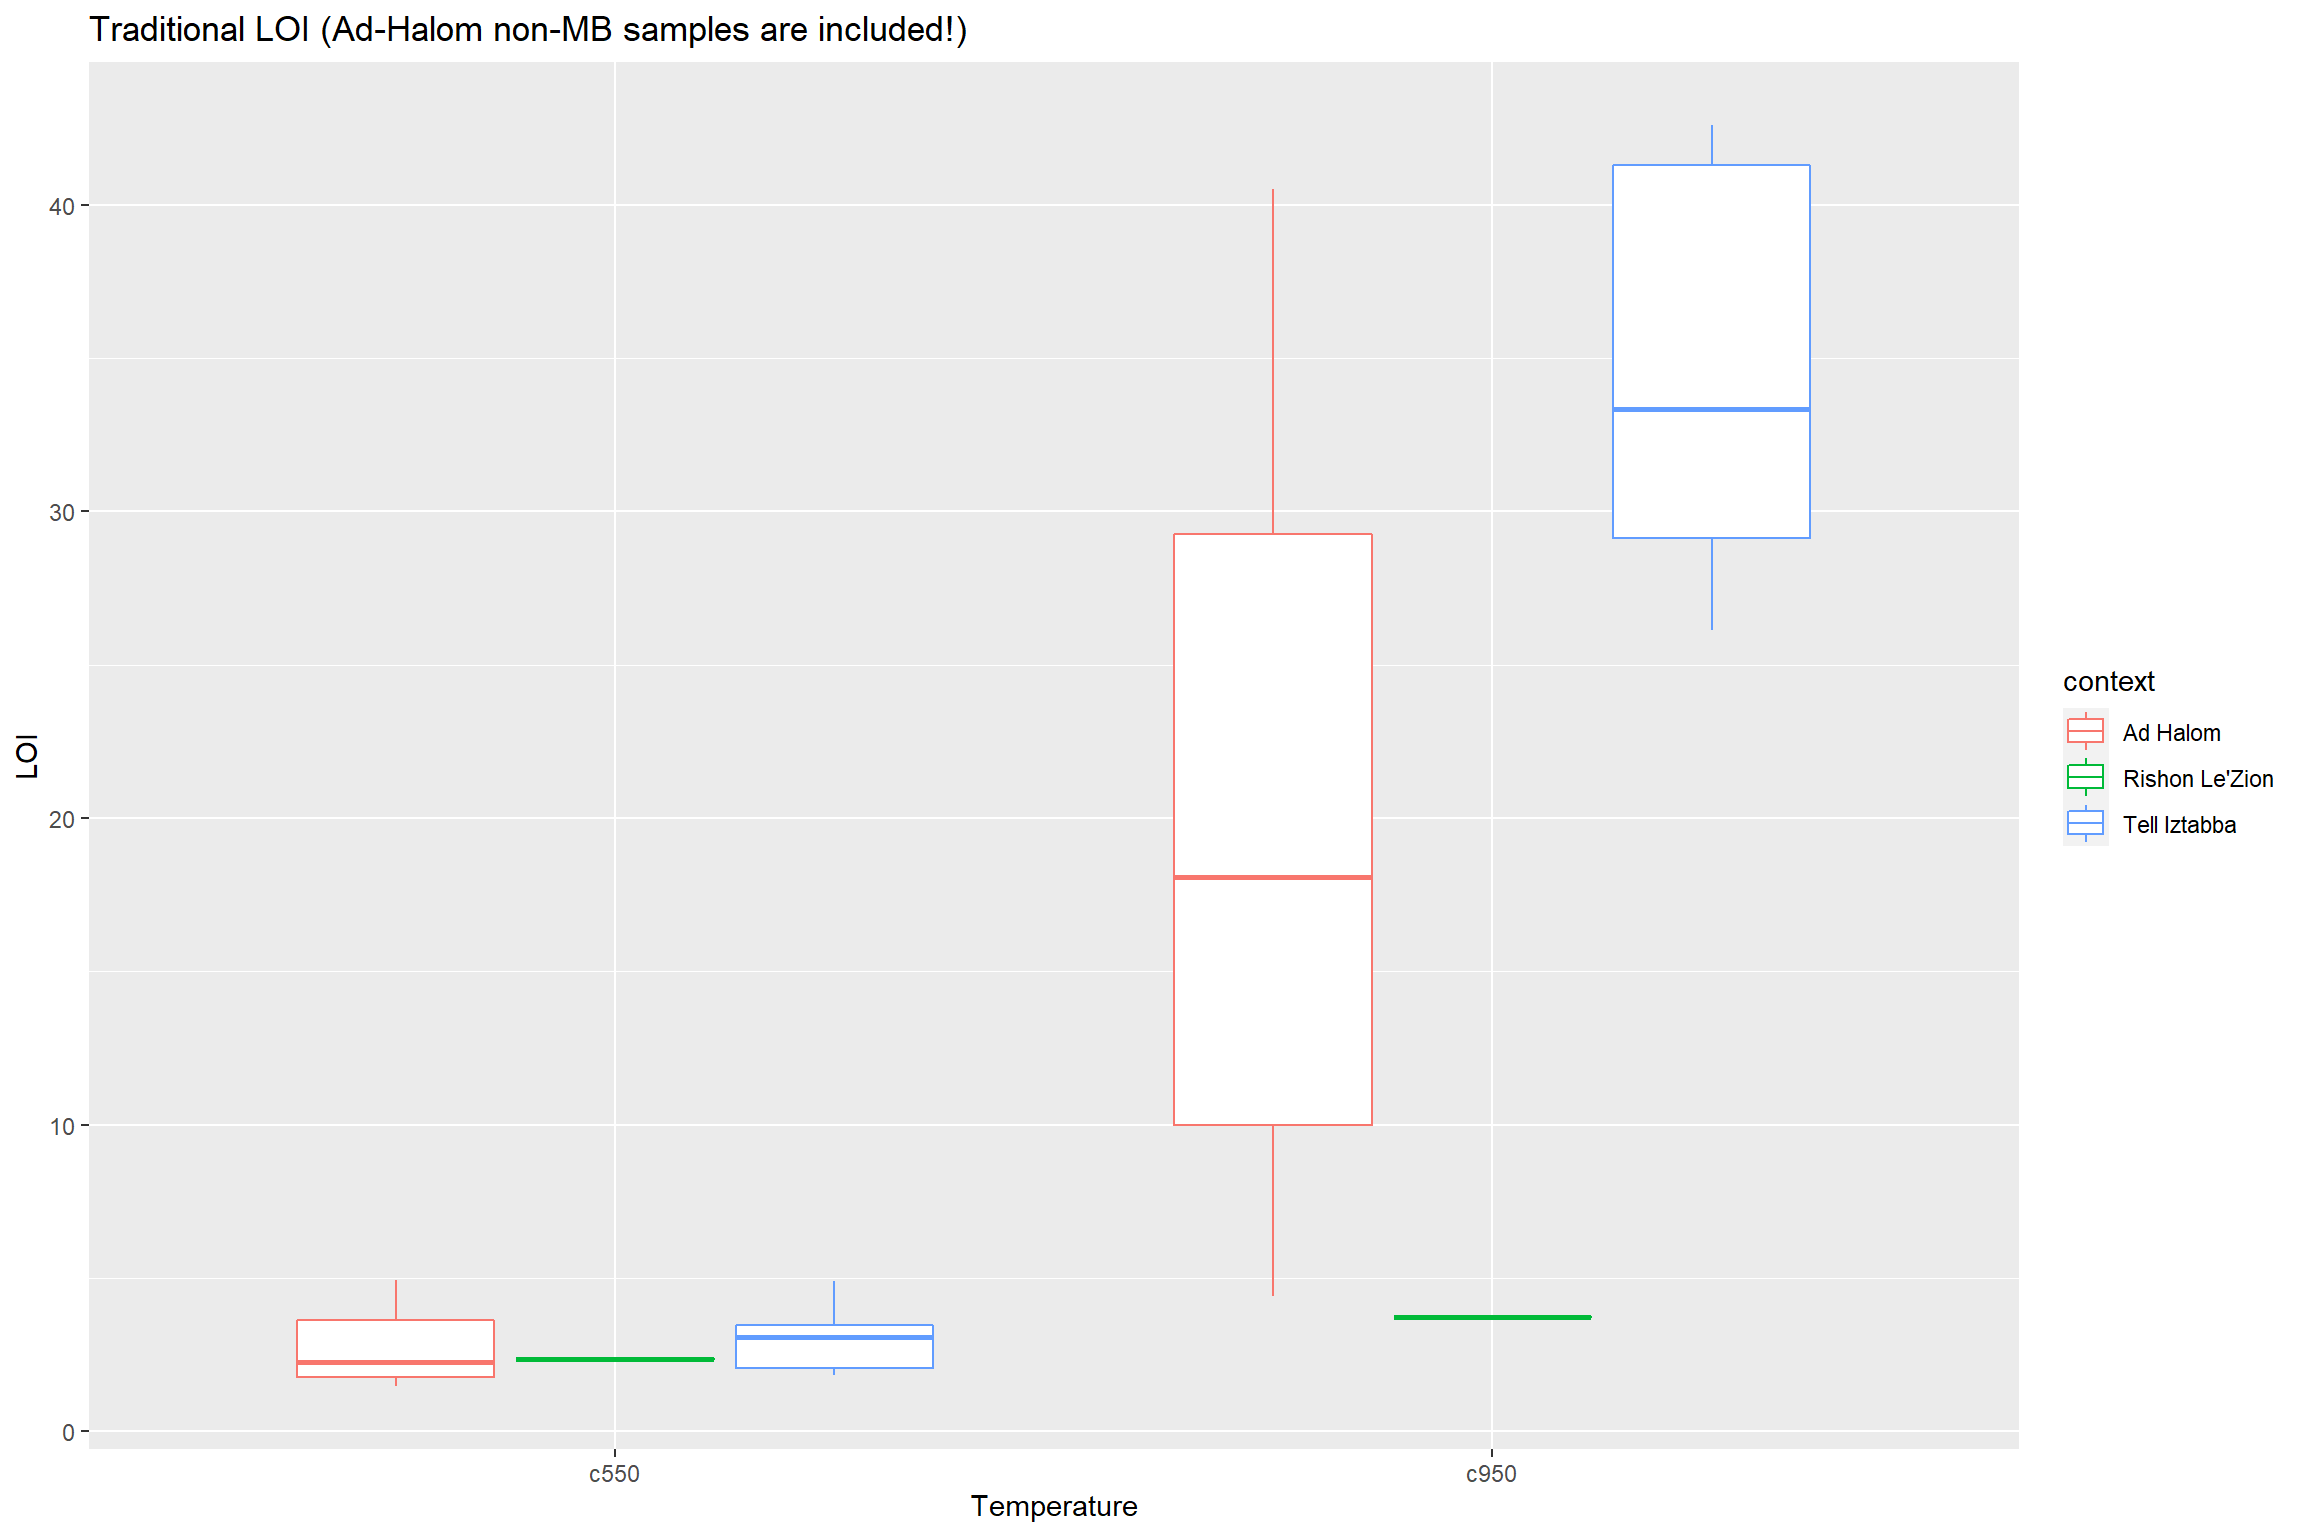 Traditional LOI (Ad-Halom non-MB samples are included!)
40
30
20
10
0
LOI
c550
c950
Temperature
context
Ad Halom
Rishon Le'Zion
Tell Iztabba